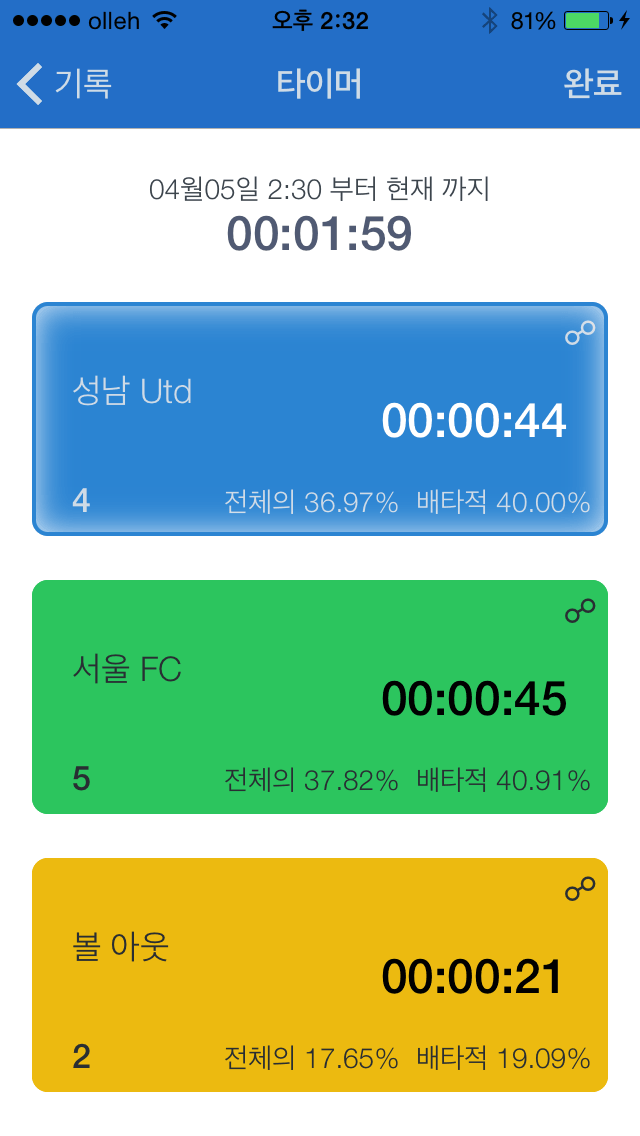 olleh 오후 2:32 81%
기록 타이머 완료
04월05일 2:30 부터 현재 까지
00:01:59
성남 Utd
00:00:44
4 전체의 36.97% 배타적 40.00%
서울 FC
00:00:45
5 전체의 37.82% 배타적 40.91%
볼 아웃
00:00:21
2 전체의 17.65% 배타적 19.09%